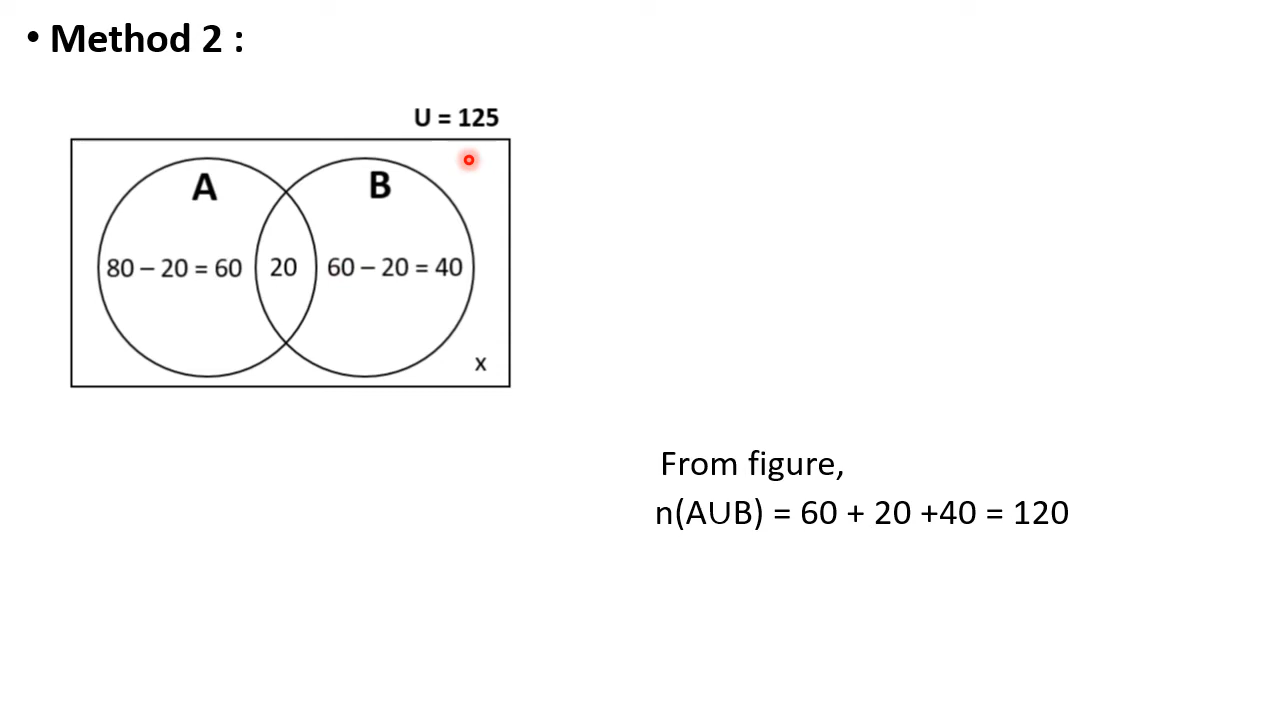 • Method 2 :
U = 125
A
B
80 – 20 = 60
20
60 – 20 = 40
x
From figure,
n(A∪B) = 60 + 20 +40 = 120